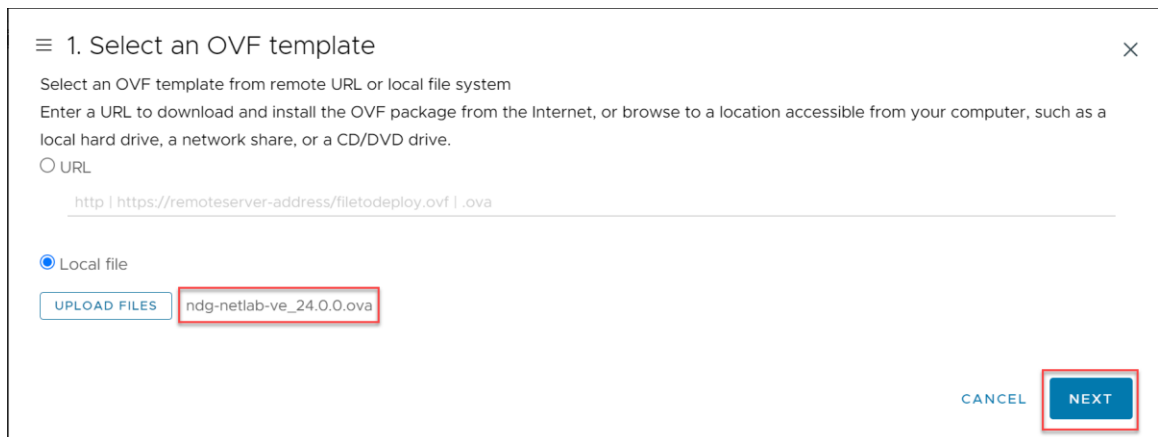 1. Select an OVF template
Select an OVF template from remote URL or local file system
Enter a URL to download and install the OVF package from the Internet, or browse to a location accessible from your computer, such as a
local hard drive, a network share, or a CD/DVD drive.
URL
http | https://remoteserver-address/filetodeploy.ovf | .ova
Local file
UPLOAD FILES ndg-netlab-ve_24.0.0.ova
CANCEL NEXT